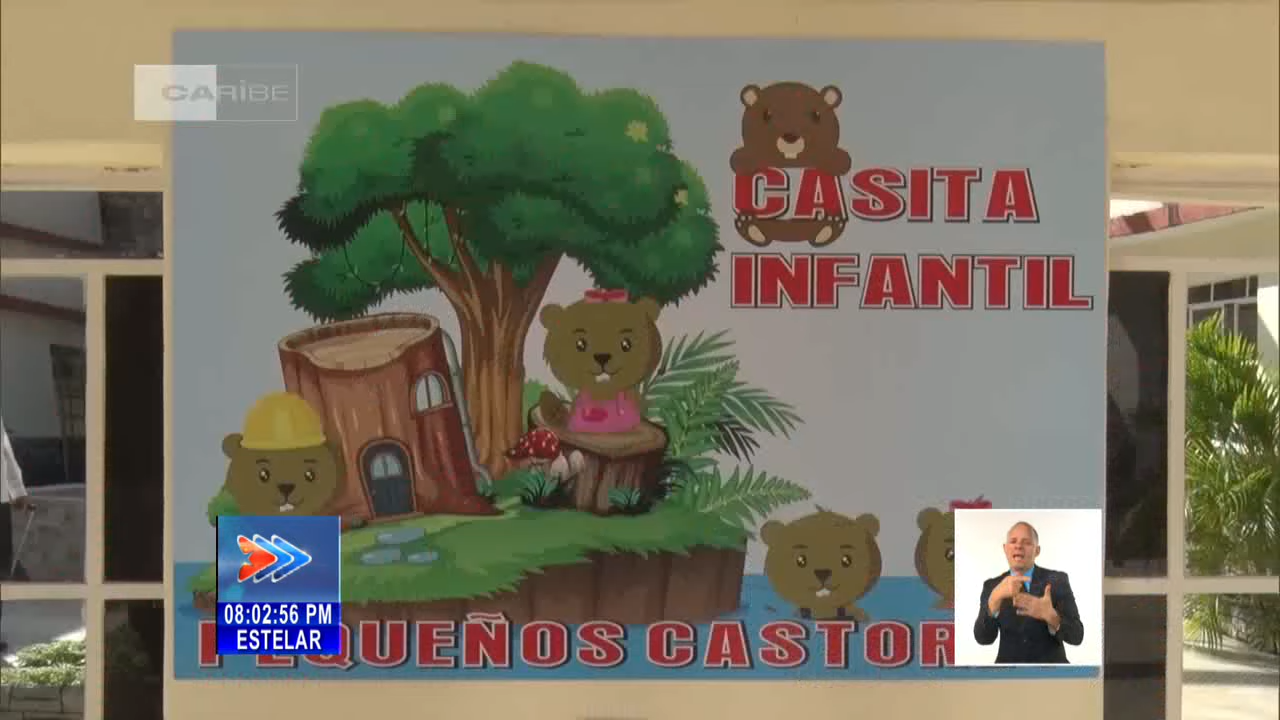 CARIBE
CASITA
INFANTIL
PEQUEÑOS CASTOR
08:02:56 PM
ESTELAR